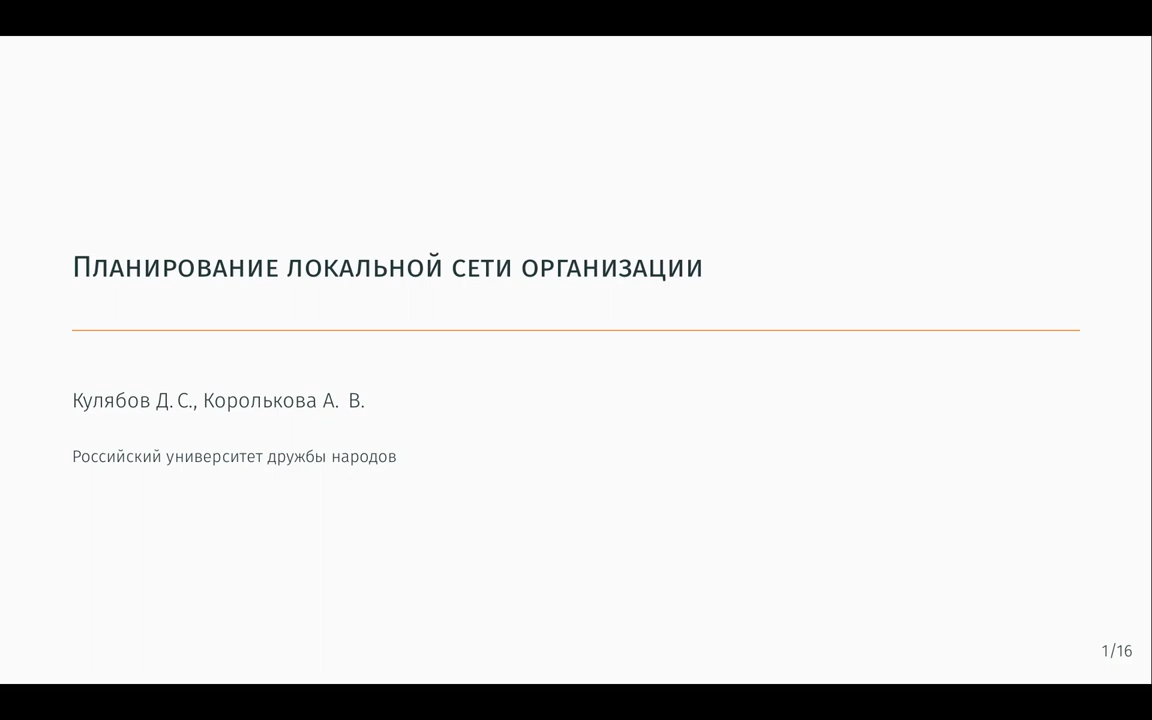 Планирование локальной сети организации
Кулябов Д. С., Королькова А. В.
Российский университет дружбы народов
1/16